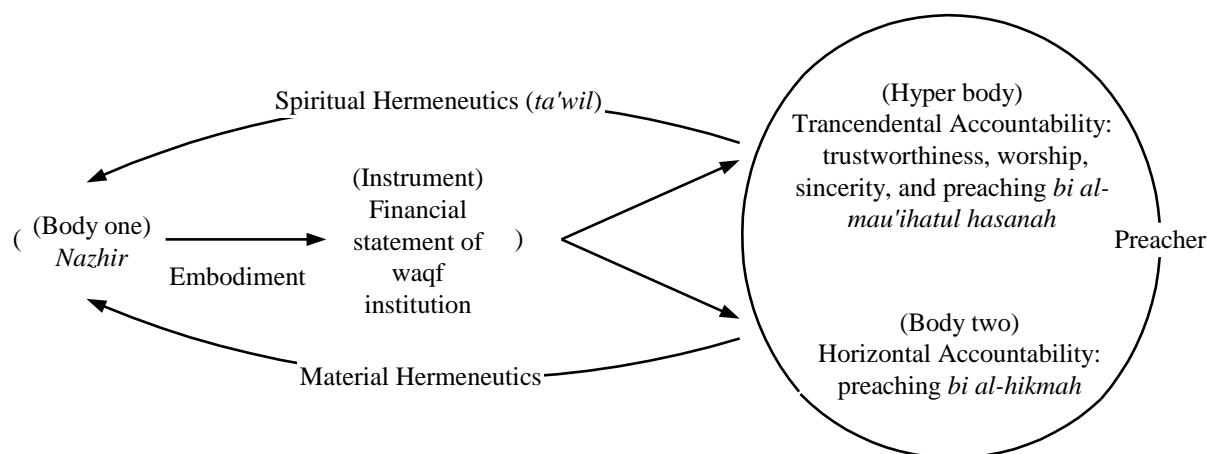 Spiritual Hermeneutics (ta'wil)
( (Body one)
Nazhir
Embodiment
(Instrument)
Financial
statement of
waqf
institution
)
Material Hermeneutics
(Hyper body)
Trancendental Accountability:
trustworthiness, worship,
sincerity, and preaching bi al-
mau'ihatul hasanah
Preacher
(Body two)
Horizontal Accountability:
preaching bi al-hikmah